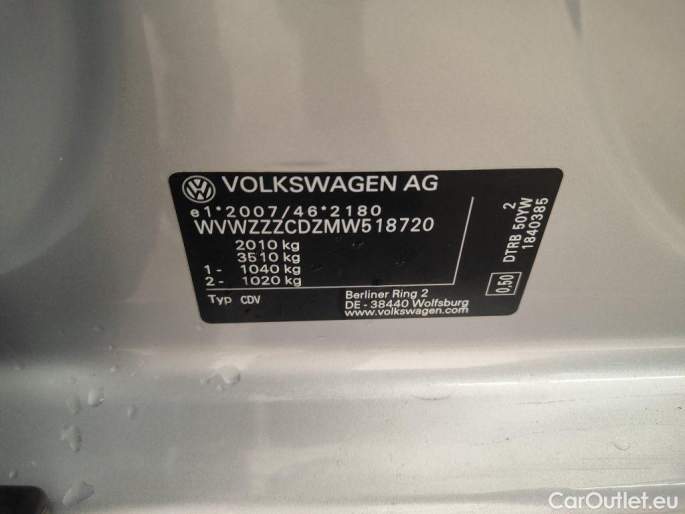 VOLKSWAGEN AG
e1*2007/46*2180
WVWZZZCDZMW518720
2010 kg
3510 kg
1 - 1040 kg
2 - 1020 kg
Typ CDV
Berliner Ring 2
DE - 38440 Wolfsburg
www.volkswagen.com
0,50
2
DTRB 50YW
1840385
CarOutlet.eu